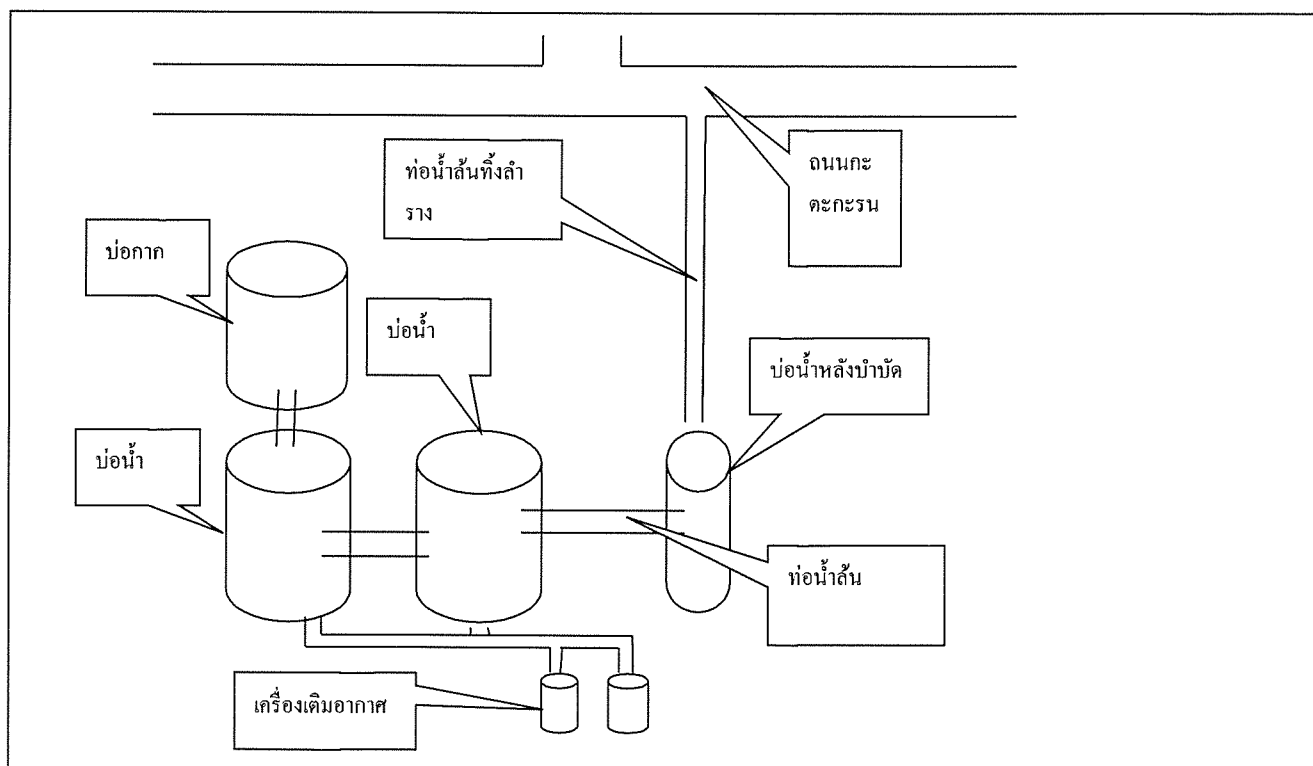 ถนนกะ
ตะกะรน
ท่อน้ำล้นทิ้งลำ
ราง
บ่อกาก
บ่อน้ำ
บ่อน้ำหลังบำบัด
บ่อน้ำ
ท่อน้ำล้น
เครื่องเติมอากาศ